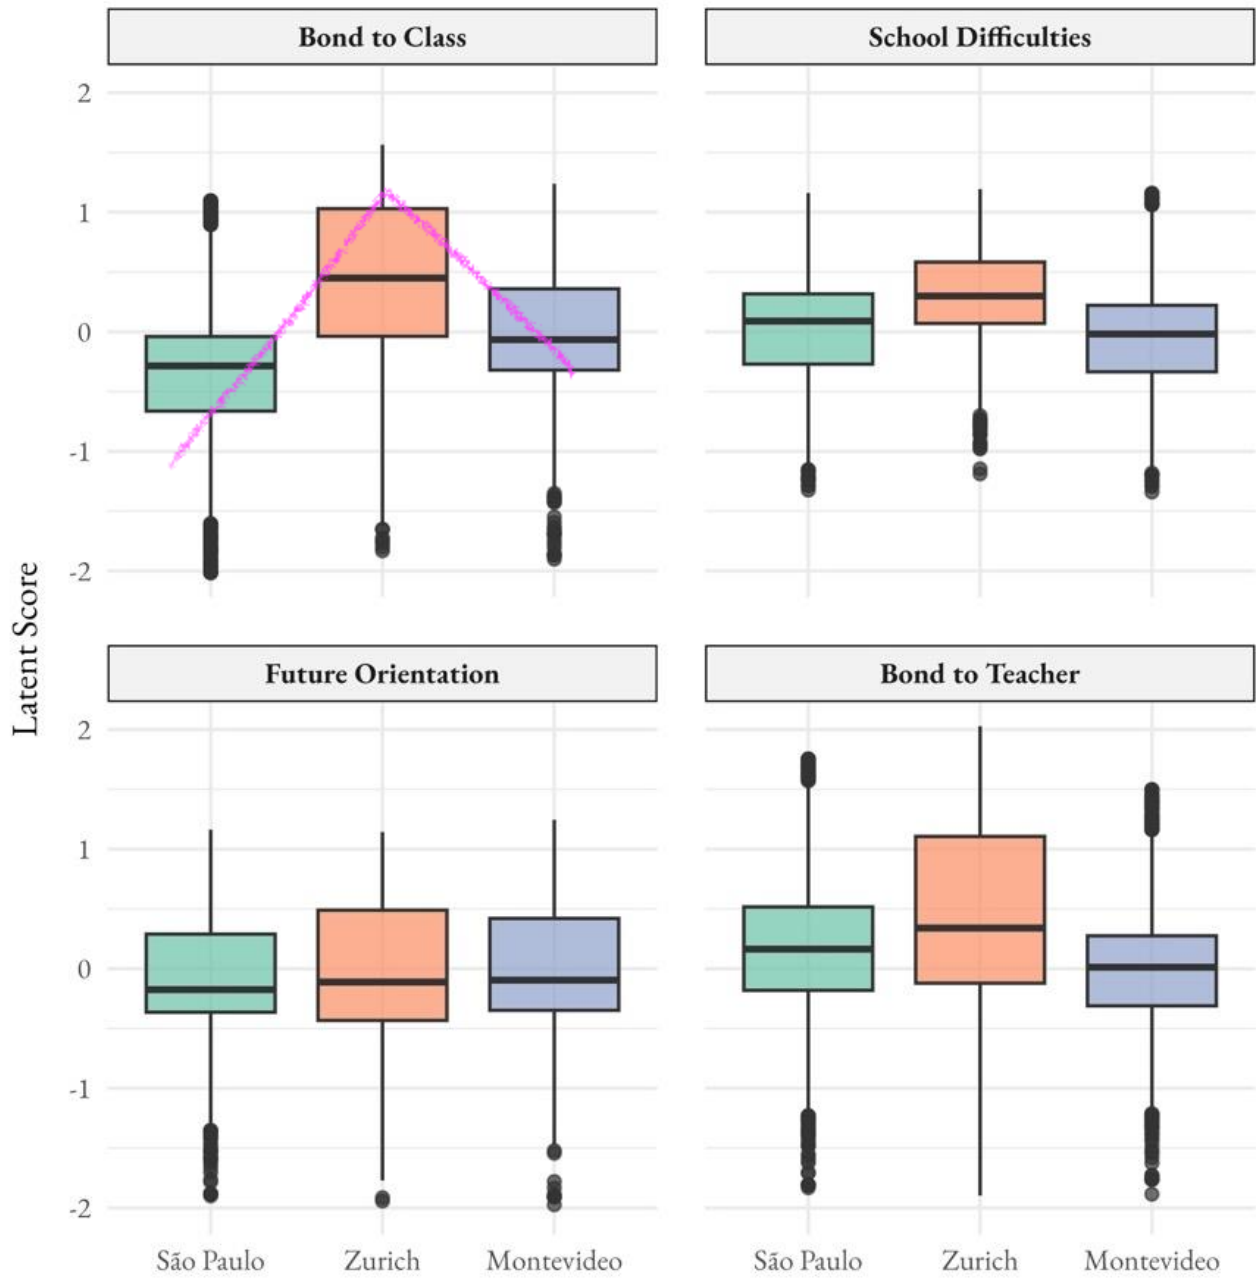 Bond to Class
School Difficulties
2
1
0
-1
-2
Latent Score
Future Orientation
Bond to Teacher
2
1
0
-1
-2
São Paulo Zurich Montevideo
São Paulo Zurich Montevideo